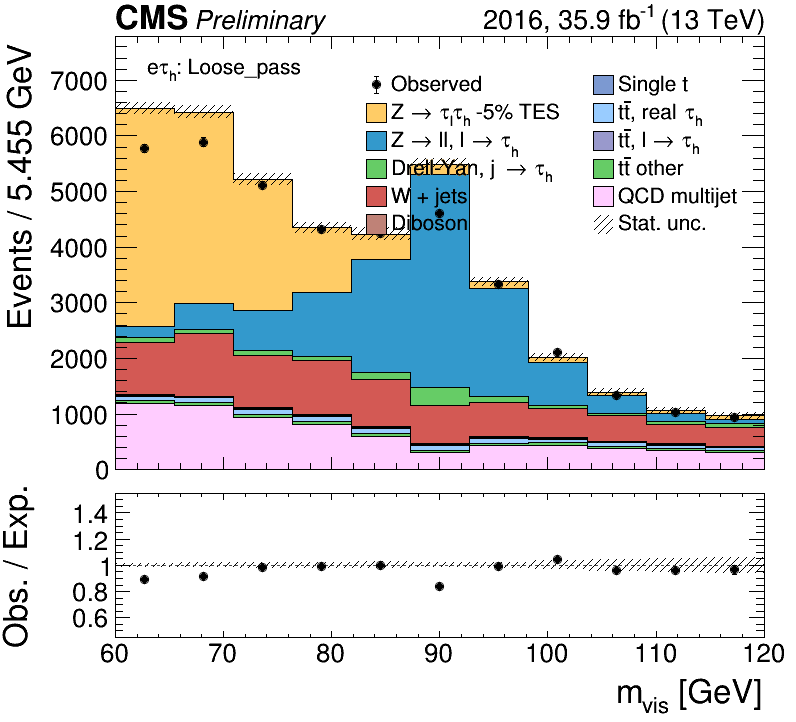 CMS Preliminary 2016, 35.9 fb⁻¹ (13 TeV)
Events / 5.455 GeV
7000
6000
5000
4000
3000
2000
1000
0
eτₕ: Loose_pass
Observed
Z → τₗτₕ -5% TES
Z → ll, l → τₕ
Drell-Yan, j → τₕ
W + jets
Diboson
Single t
tt̄, real τₕ
tt̄, l → τₕ
tt̄ other
QCD multijet
Stat. unc.
Obs. / Exp.
1.4
1.2
1
0.8
0.6
60 70 80 90 100 110 120
m_vis [GeV]